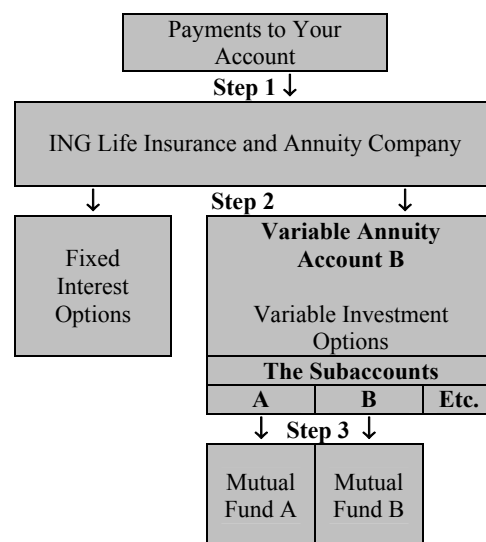 Payments to Your
Account
Step 1 ↓
ING Life Insurance and Annuity Company
↓ ↓
Step 2
Fixed
Interest
Options
Variable Annuity
Account B
Variable Investment
Options
The Subaccounts
A B Etc.
↓ Step 3 ↓
Mutual
Fund A
Mutual
Fund B